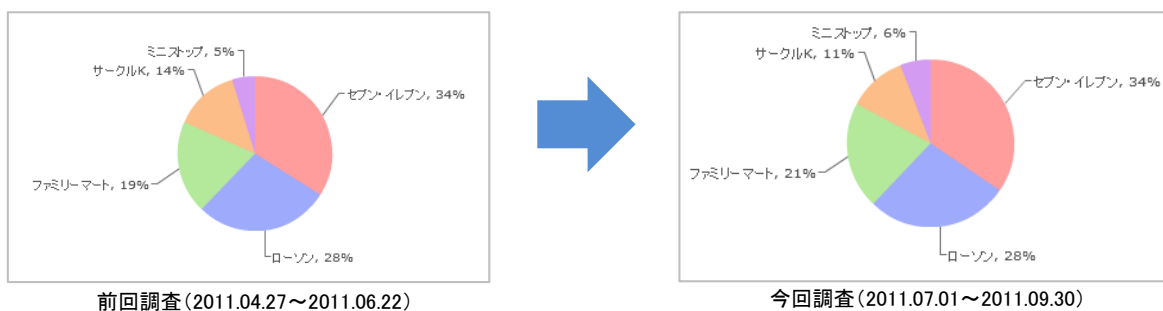 ミニストップ, 5%
サークルK, 14%
セブン・イレブン, 34%
ファミリーマート, 19%
ローソン, 28%
前回調査(2011.04.27～2011.06.22)
ミニストップ, 6%
サークルK, 11%
セブン・イレブン, 34%
ファミリーマート, 21%
ローソン, 28%
今回調査(2011.07.01～2011.09.30)